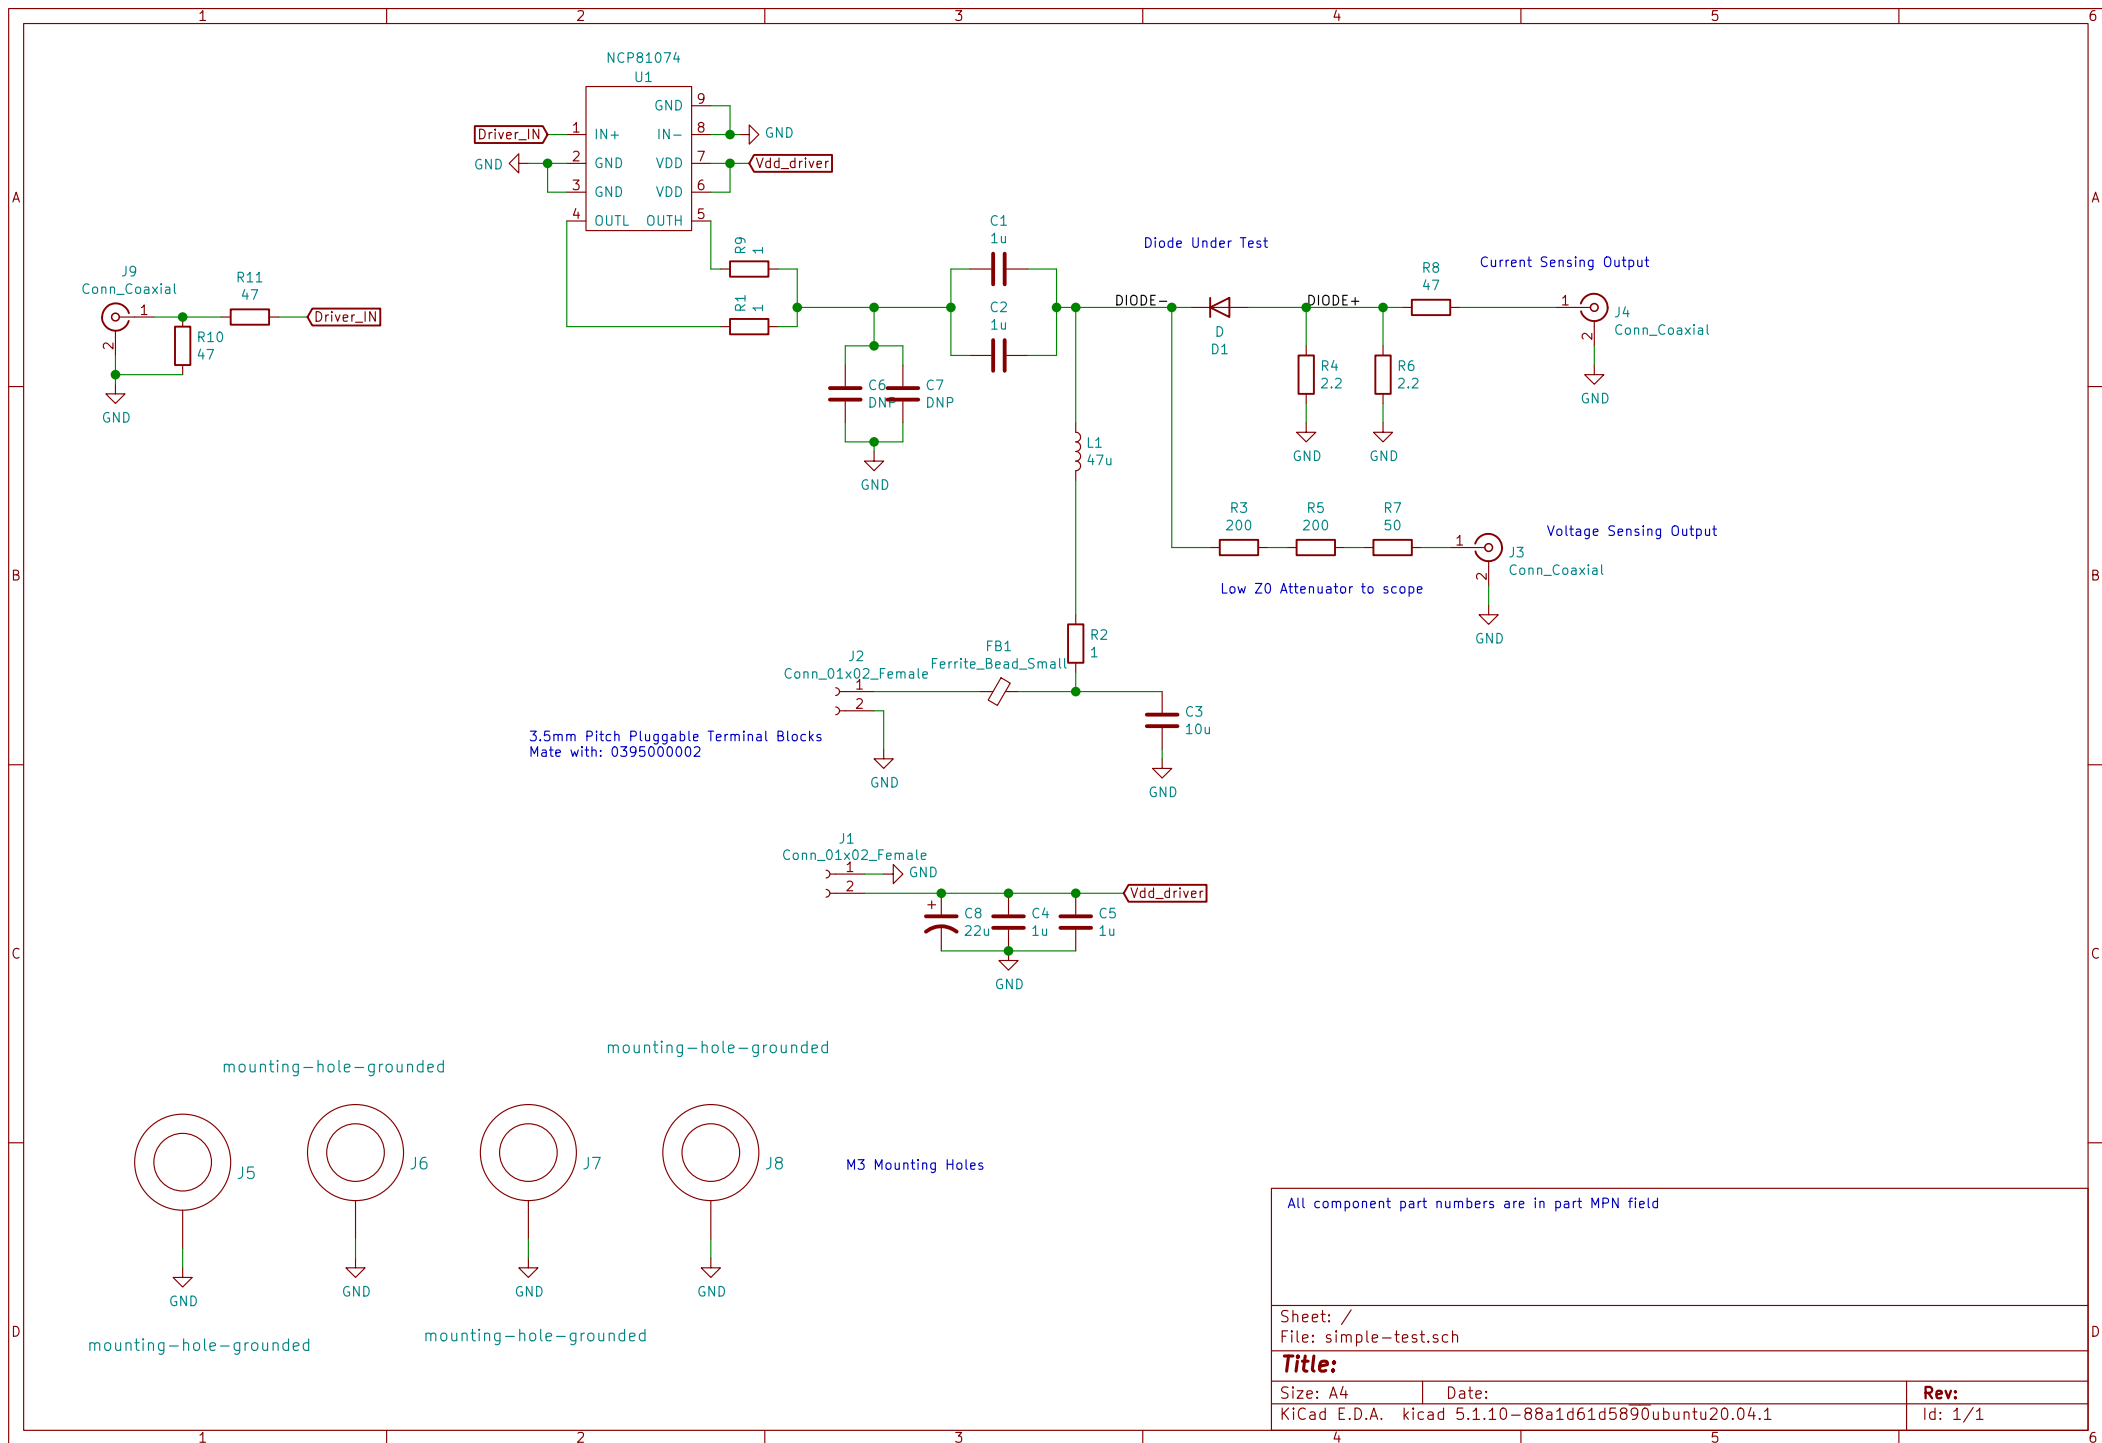 1 2 3 4 5 6
A
B
C
D
A
B
C
D
1 2 3 4 5 6
NCP81074
U1
Driver_IN
GND
1 IN+
2 GND
3 GND
4 OUTL
GND 9
IN- 8
VDD 7
VDD 6
OUTH 5
GND
Vdd_driver
J9
Conn_Coaxial
1
2
R11
47
Driver_IN
R10
47
GND
R9
1
R1
1
C6
DNP
C7
DNP
GND
C1
1u
C2
1u
Diode Under Test
DIODE-
D
D1
DIODE+
Current Sensing Output
R8
47
1
2
J4
Conn_Coaxial
GND
R4
2.2
GND
R6
2.2
GND
L1
47u
R3
200
R5
200
R7
50
Voltage Sensing Output
1
2
J3
Conn_Coaxial
GND
Low Z0 Attenuator to scope
R2
1
J2
Conn_01x02_Female
1
2
FB1
Ferrite_Bead_Small
C3
10u
GND
3.5mm Pitch Pluggable Terminal Blocks
Mate with: 0395000002
GND
J1
Conn_01x02_Female
1
2
GND
Vdd_driver
+
C8
22u
C4
1u
C5
1u
GND
mounting-hole-grounded
mounting-hole-grounded
J5
J6
J7
J8
M3 Mounting Holes
GND
GND
GND
GND
mounting-hole-grounded
mounting-hole-grounded
All component part numbers are in part MPN field
Sheet: /
File: simple-test.sch
Title:
Size: A4
Date:
Rev:
KiCad E.D.A. kicad 5.1.10-88a1d61d5890ubuntu20.04.1
Id: 1/1